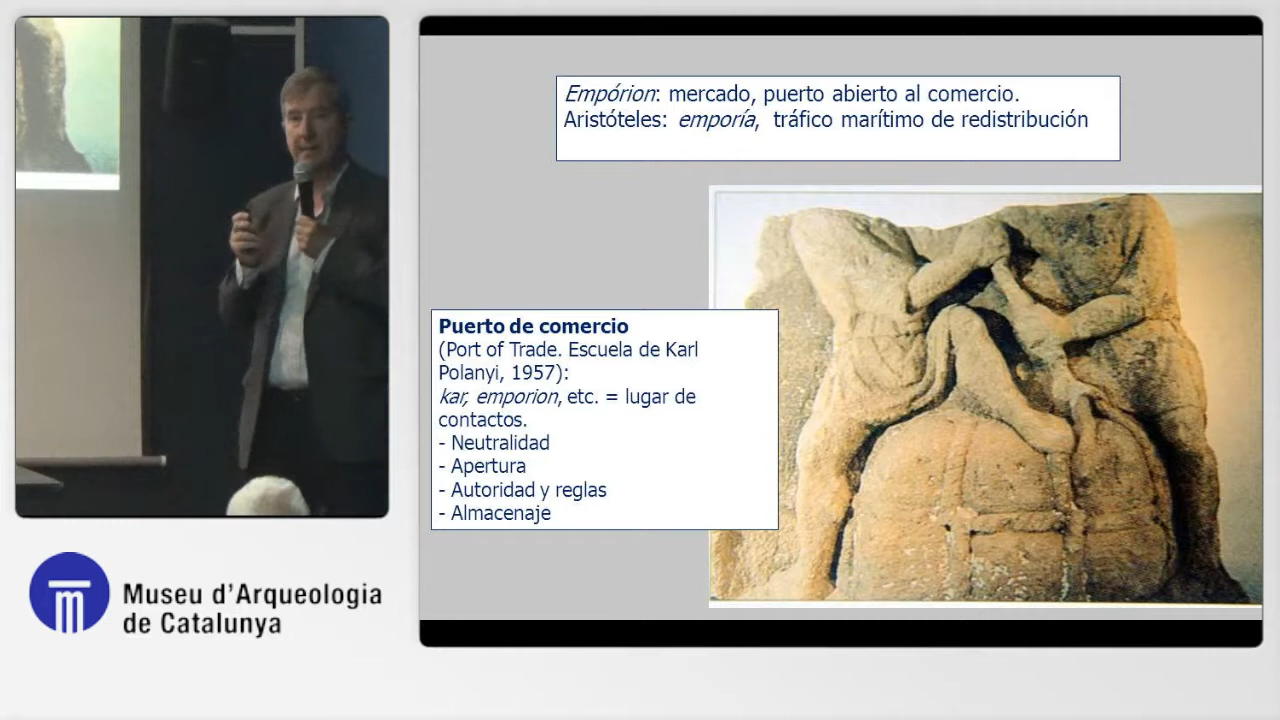 Empórion: mercado, puerto abierto al comercio.
Aristóteles: emporía, tráfico marítimo de redistribución
Puerto de comercio
(Port of Trade. Escuela de Karl
Polanyi, 1957):
kar, emporion, etc. = lugar de
contactos.
- Neutralidad
- Apertura
- Autoridad y reglas
- Almacenaje
Museu d'Arqueologia
de Catalunya